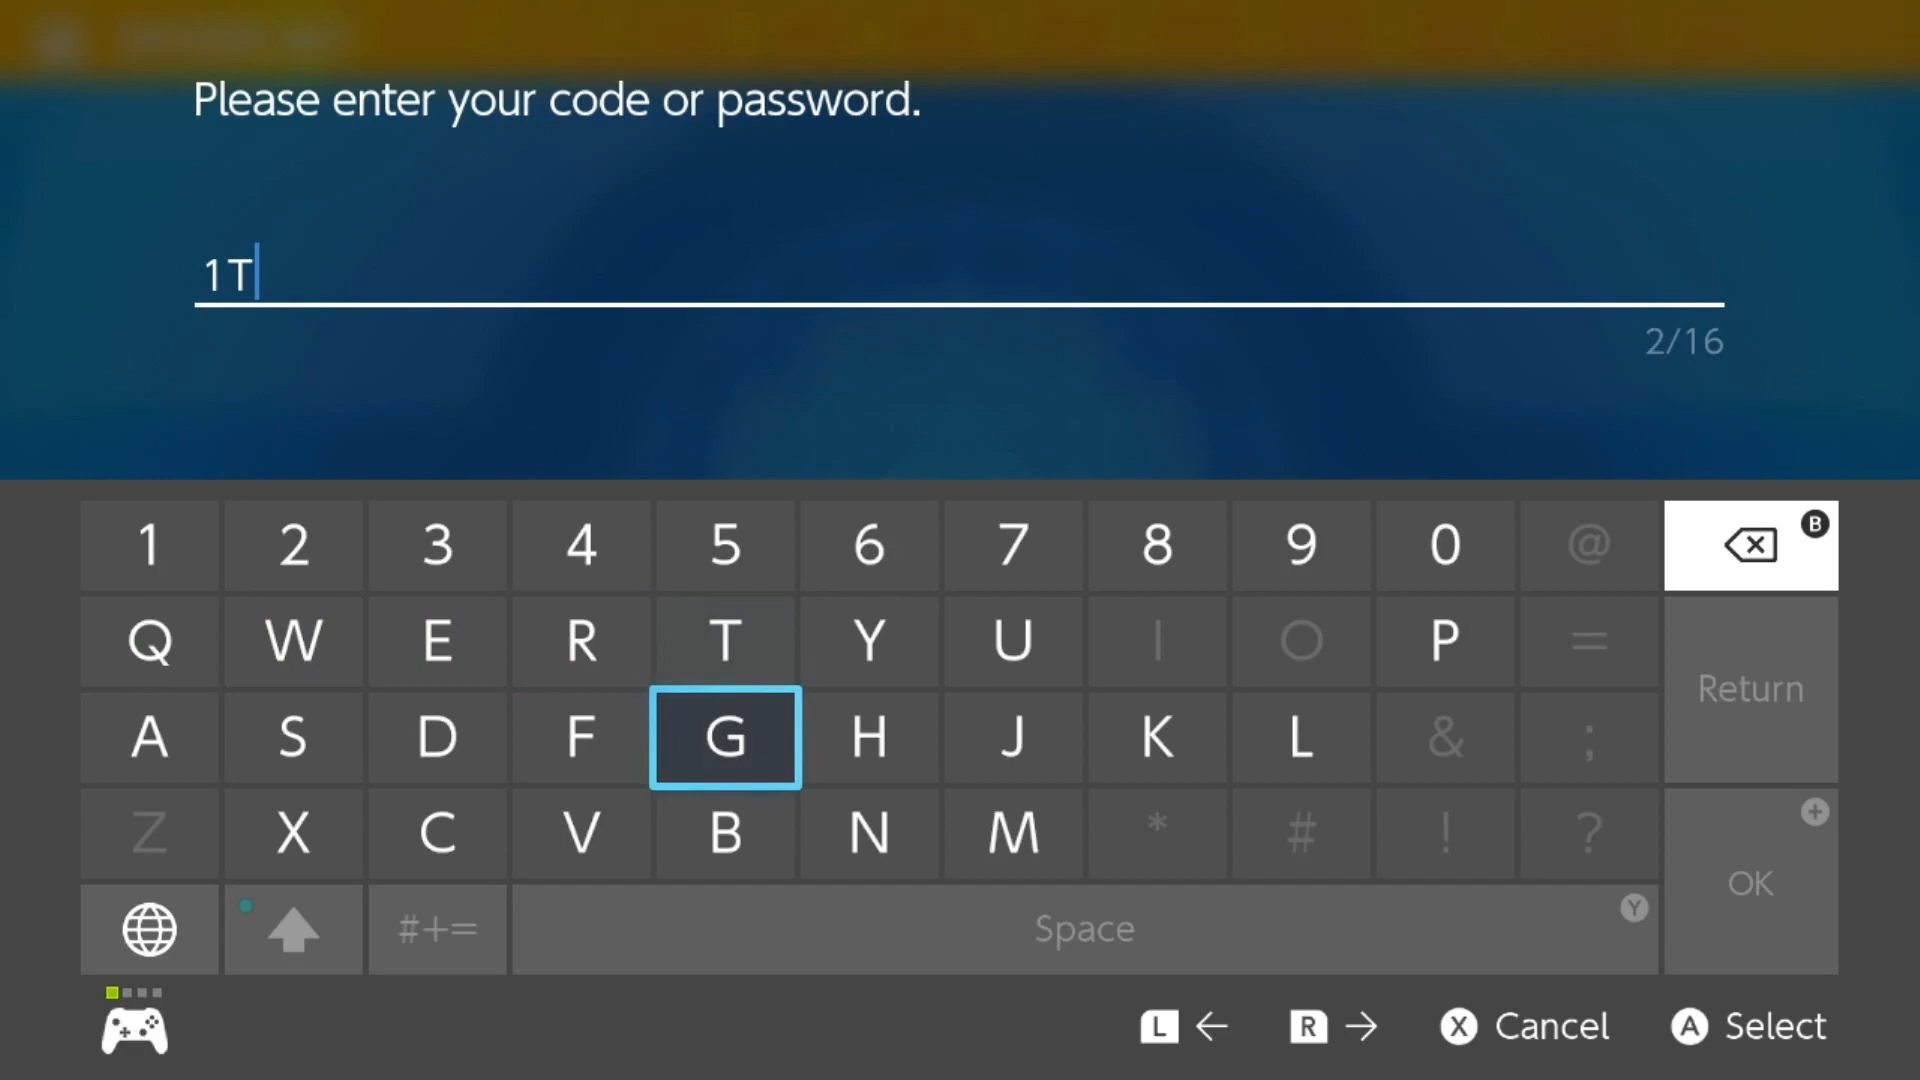 Please enter your code or password.
1T
2/16
1 2 3 4 5 6 7 8 9 0 @ B
Q W E R T Y U I O P =
Return
A S D F G H J K L & ;
Z X C V B N M * # ! ? +
OK
#+= Space Y
L ← R → X Cancel A Select